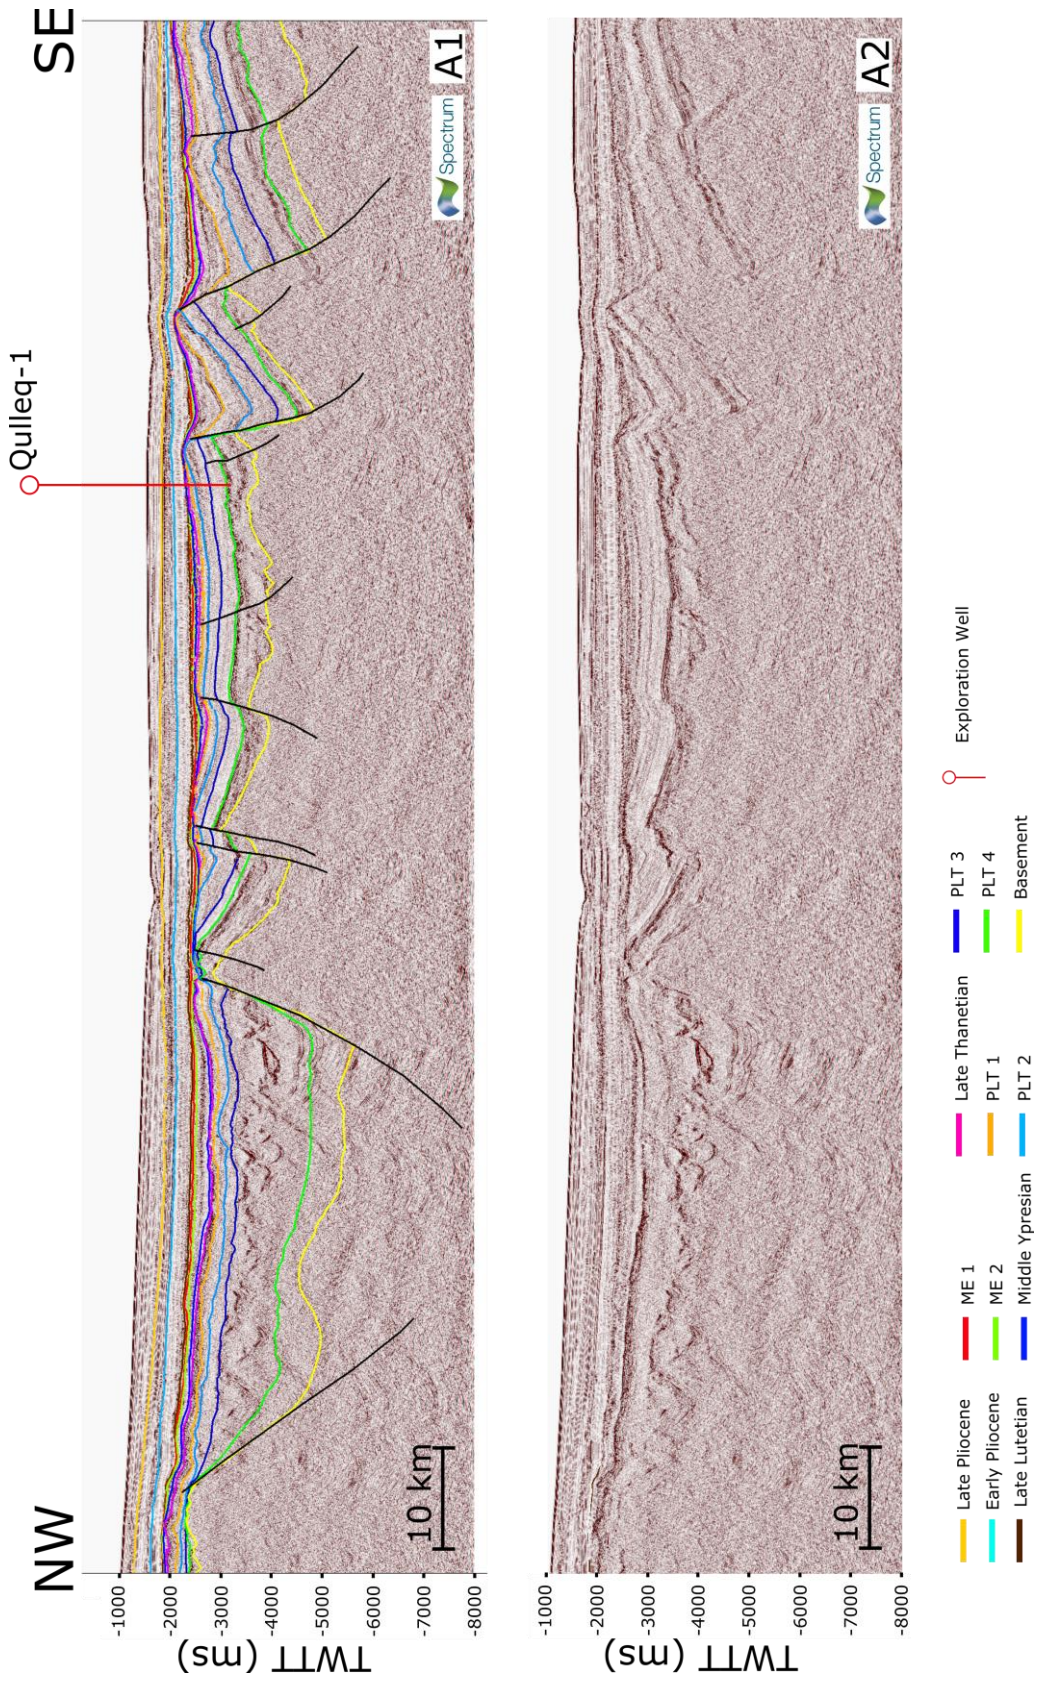 NW
SE
Qulleq-1
TWTT (ms)
-1000
-2000
-3000
-4000
-5000
-6000
-7000
-8000
10 km
Spectrum
A1
TWTT (ms)
-1000
-2000
-3000
-4000
-5000
-6000
-7000
-8000
10 km
Spectrum
A2
Late Pliocene
ME 1
Late Thanetian
PLT 3
Exploration Well
Early Pliocene
ME 2
PLT 1
PLT 4
Late Lutetian
Middle Ypresian
PLT 2
Basement